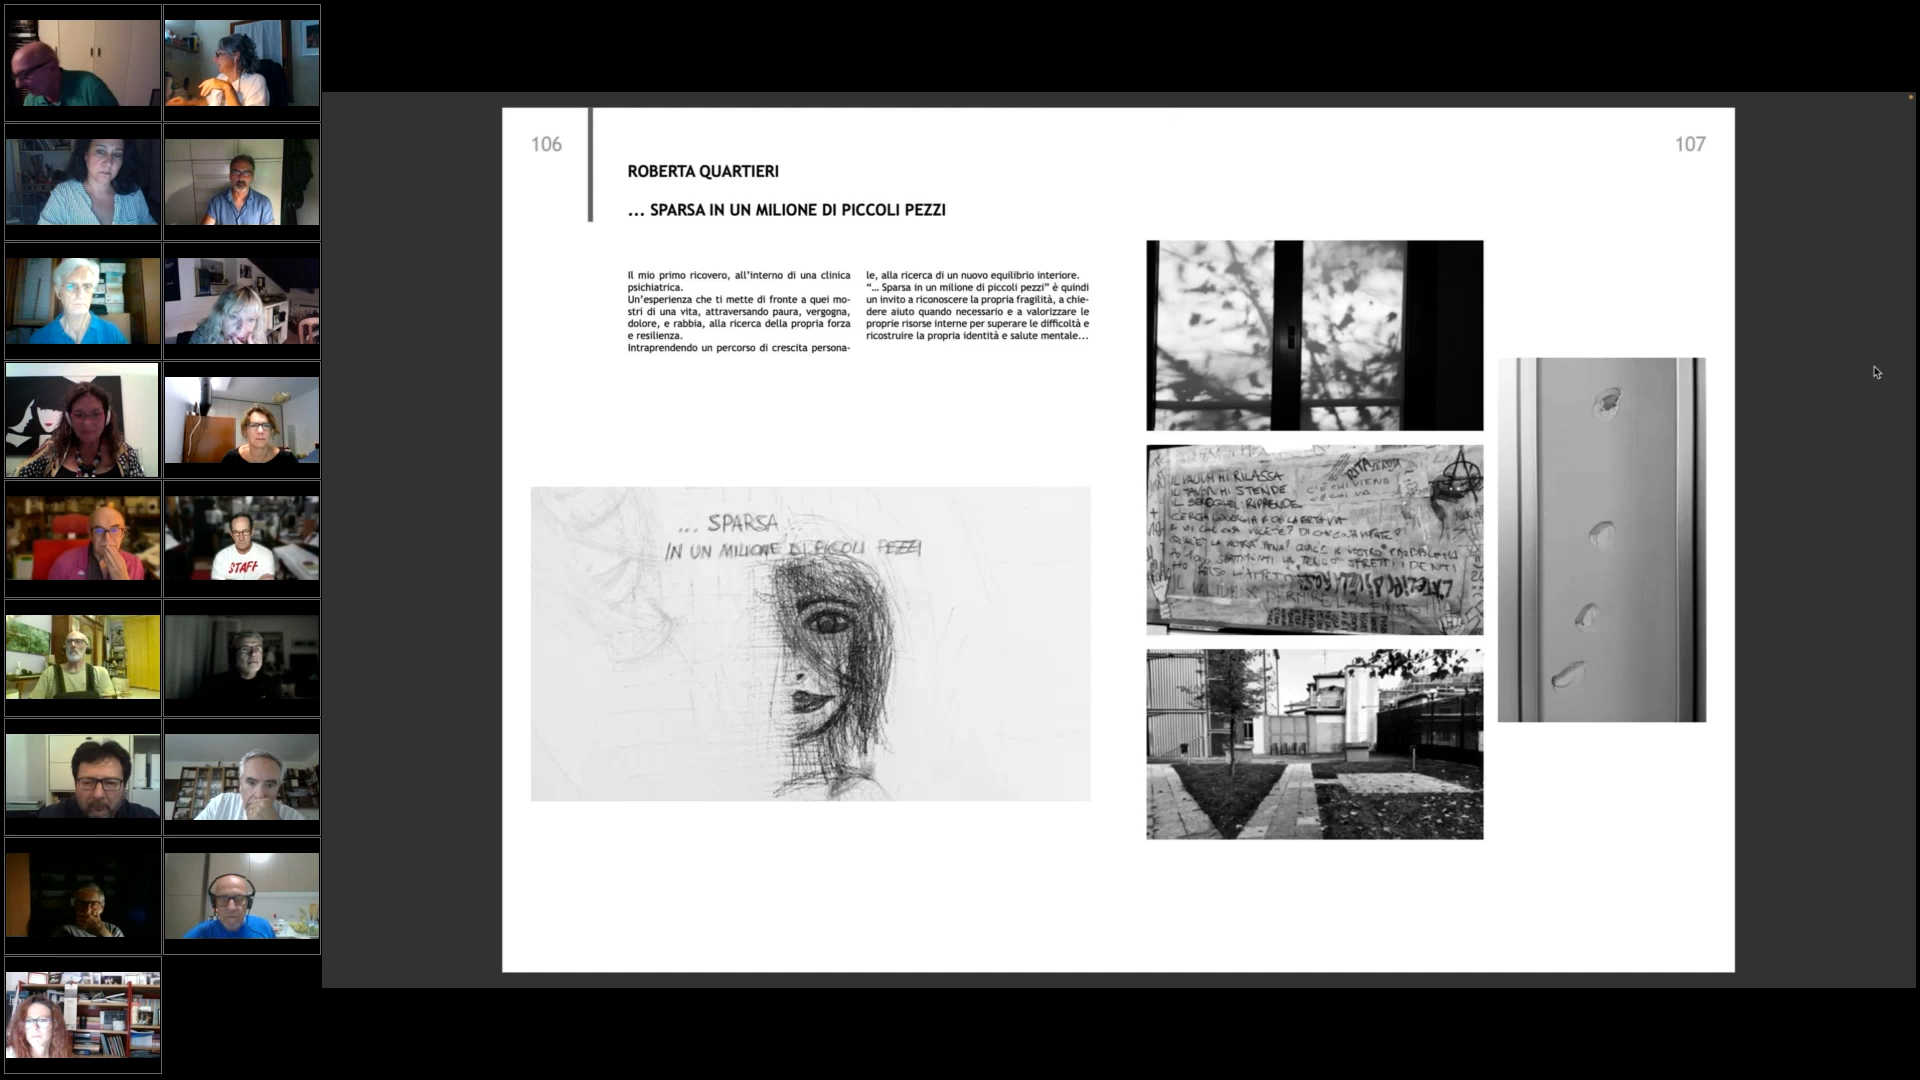 106
107
ROBERTA QUARTIERI
... SPARSA IN UN MILIONE DI PICCOLI PEZZI
Il mio primo ricovero, all'interno di una clinica
psichiatrica.
Un'esperienza che ti mette di fronte a quei mo-
stri di una vita, attraversando paura, vergogna,
dolore, e rabbia, alla ricerca della propria forza
e resilienza.
Intraprendendo un percorso di crescita persona-
le, alla ricerca di un nuovo equilibrio interiore.
"... Sparsa in un milione di piccoli pezzi" è quindi
un invito a riconoscere la propria fragilità, a chie-
dere aiuto quando necessario e a valorizzare le
proprie risorse interne per superare le difficoltà e
ricostruire la propria identità e salute mentale...
... SPARSA ...
IN UN MILIONE DI PICCOLI PEZZI
IL VALIUM MI RILASSA
IL TAVOR MI STENDE
IL SEROQUEL RIPRENDE
C'E CHI VIENE
C'E CHI VA...
STAFF